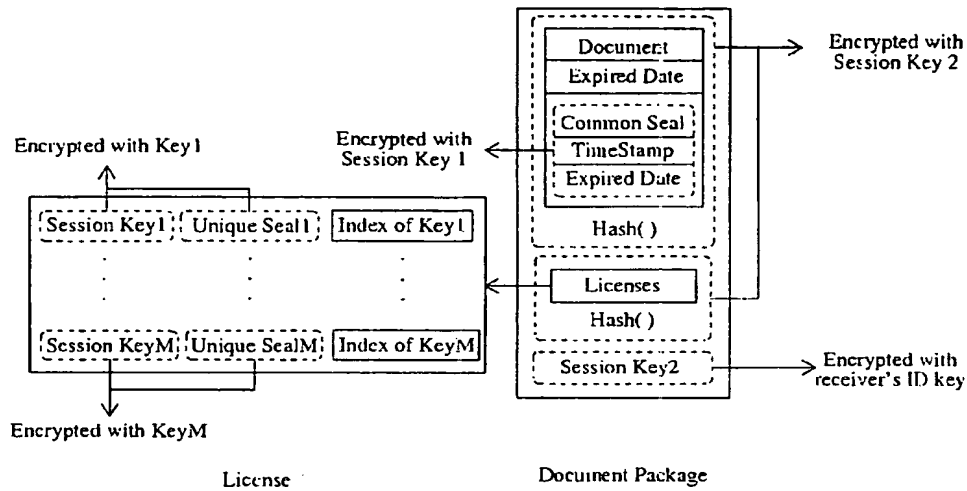 Document
Expired Date
Common Seal
TimeStamp
Expired Date
Hash( )
Licenses
Hash( )
Session Key2
Encrypted with
Session Key 2
Encrypted with
Session Key 1
Encrypted with
receiver's ID key
Encrypted with Key1
Session Key1
Unique Seal1
Index of Key1
Session KeyM
Unique SealM
Index of KeyM
Encrypted with KeyM
License
Document Package